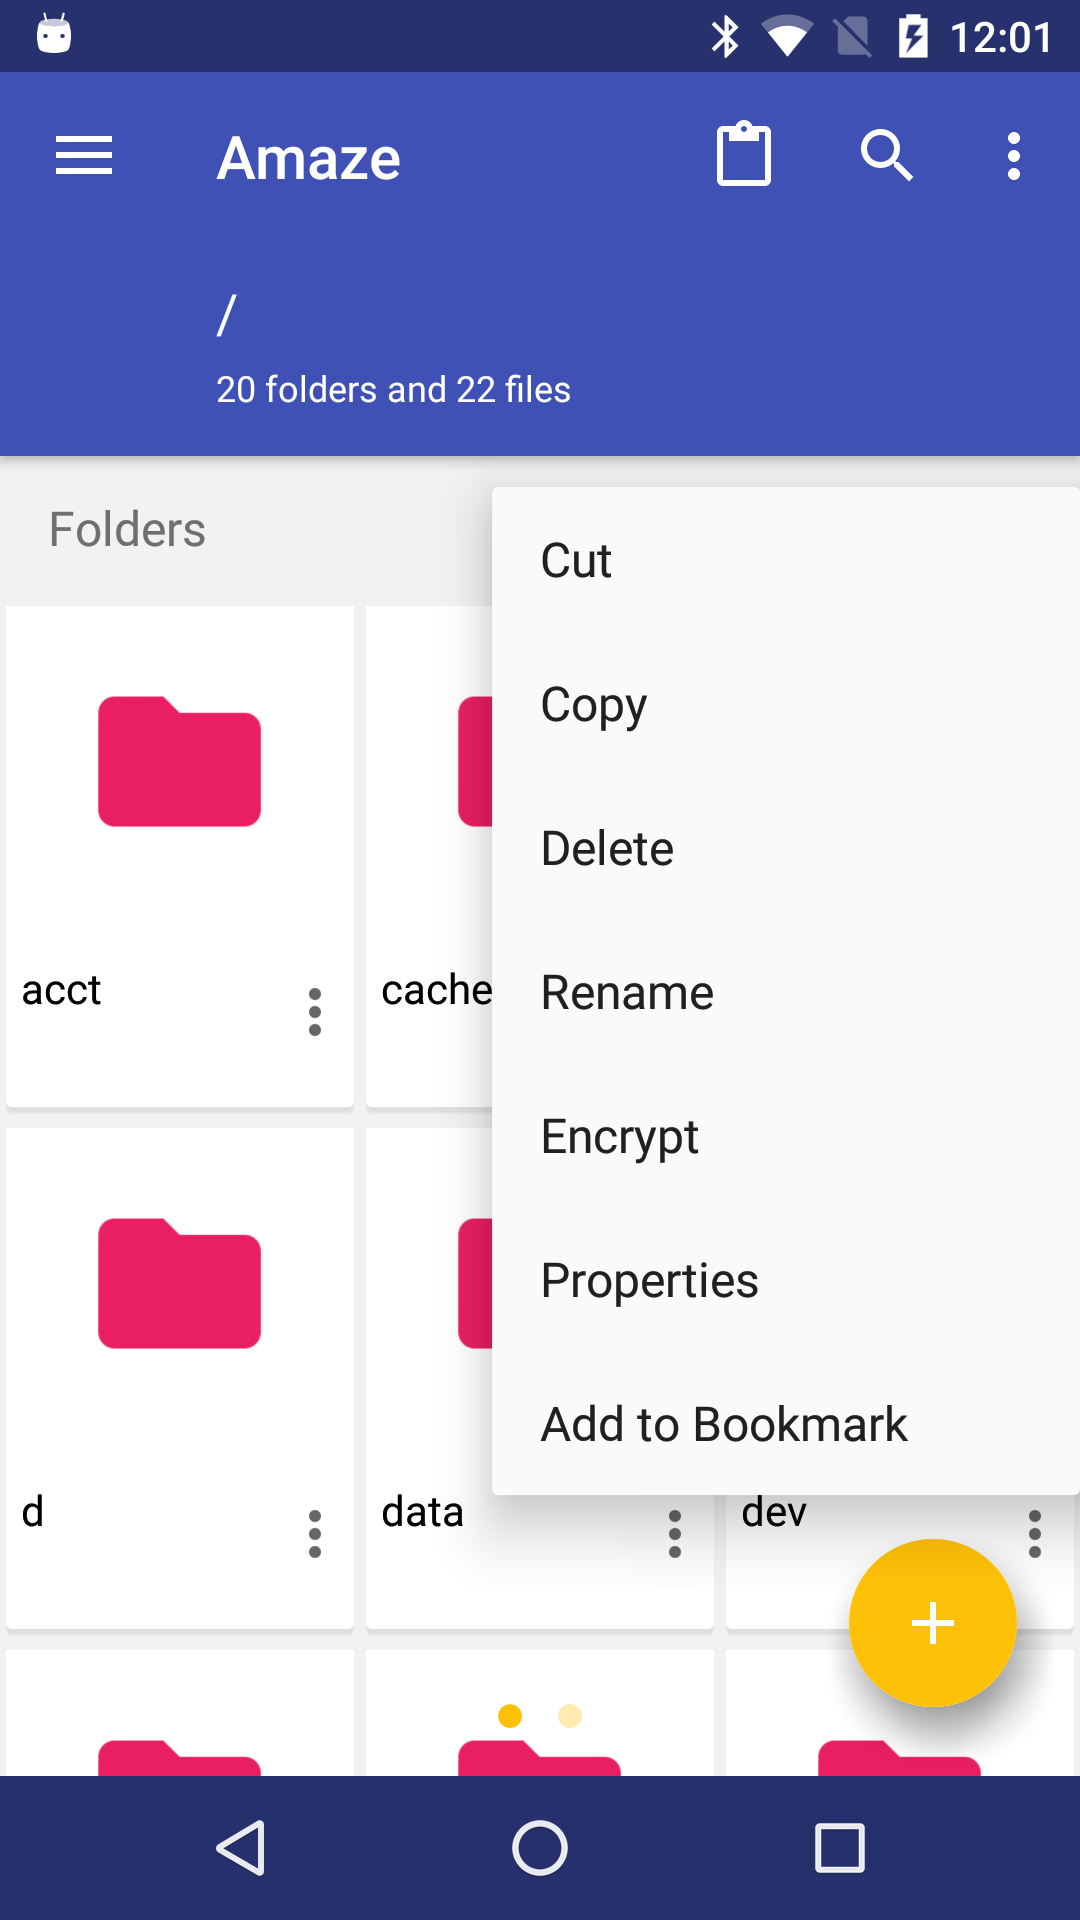 12:01
Amaze
/
20 folders and 22 files
Folders
Cut
Copy
Delete
Rename
Encrypt
Properties
Add to Bookmark
acct
cache
d
data
dev